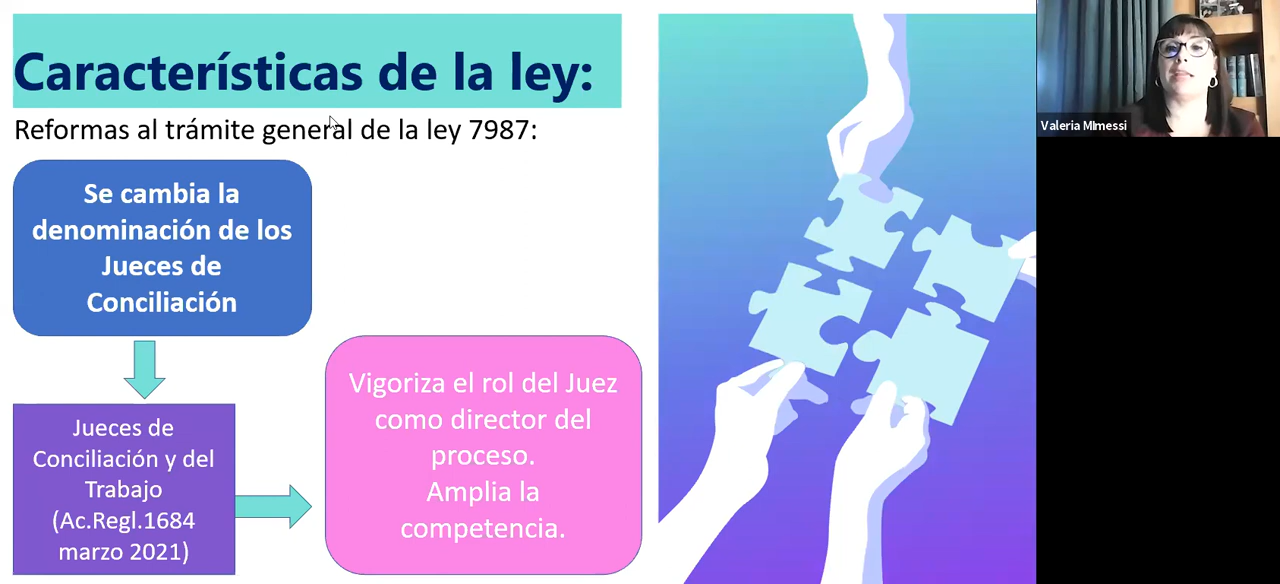 Características de la ley:
Reformas al trámite general de la ley 7987:
Se cambia la
denominación de los
Jueces de
Conciliación
Jueces de
Conciliación y del
Trabajo
(Ac.Regl.1684
marzo 2021)
Vigoriza el rol del Juez
como director del
proceso.
Amplia la
competencia.
Valeria MImessi